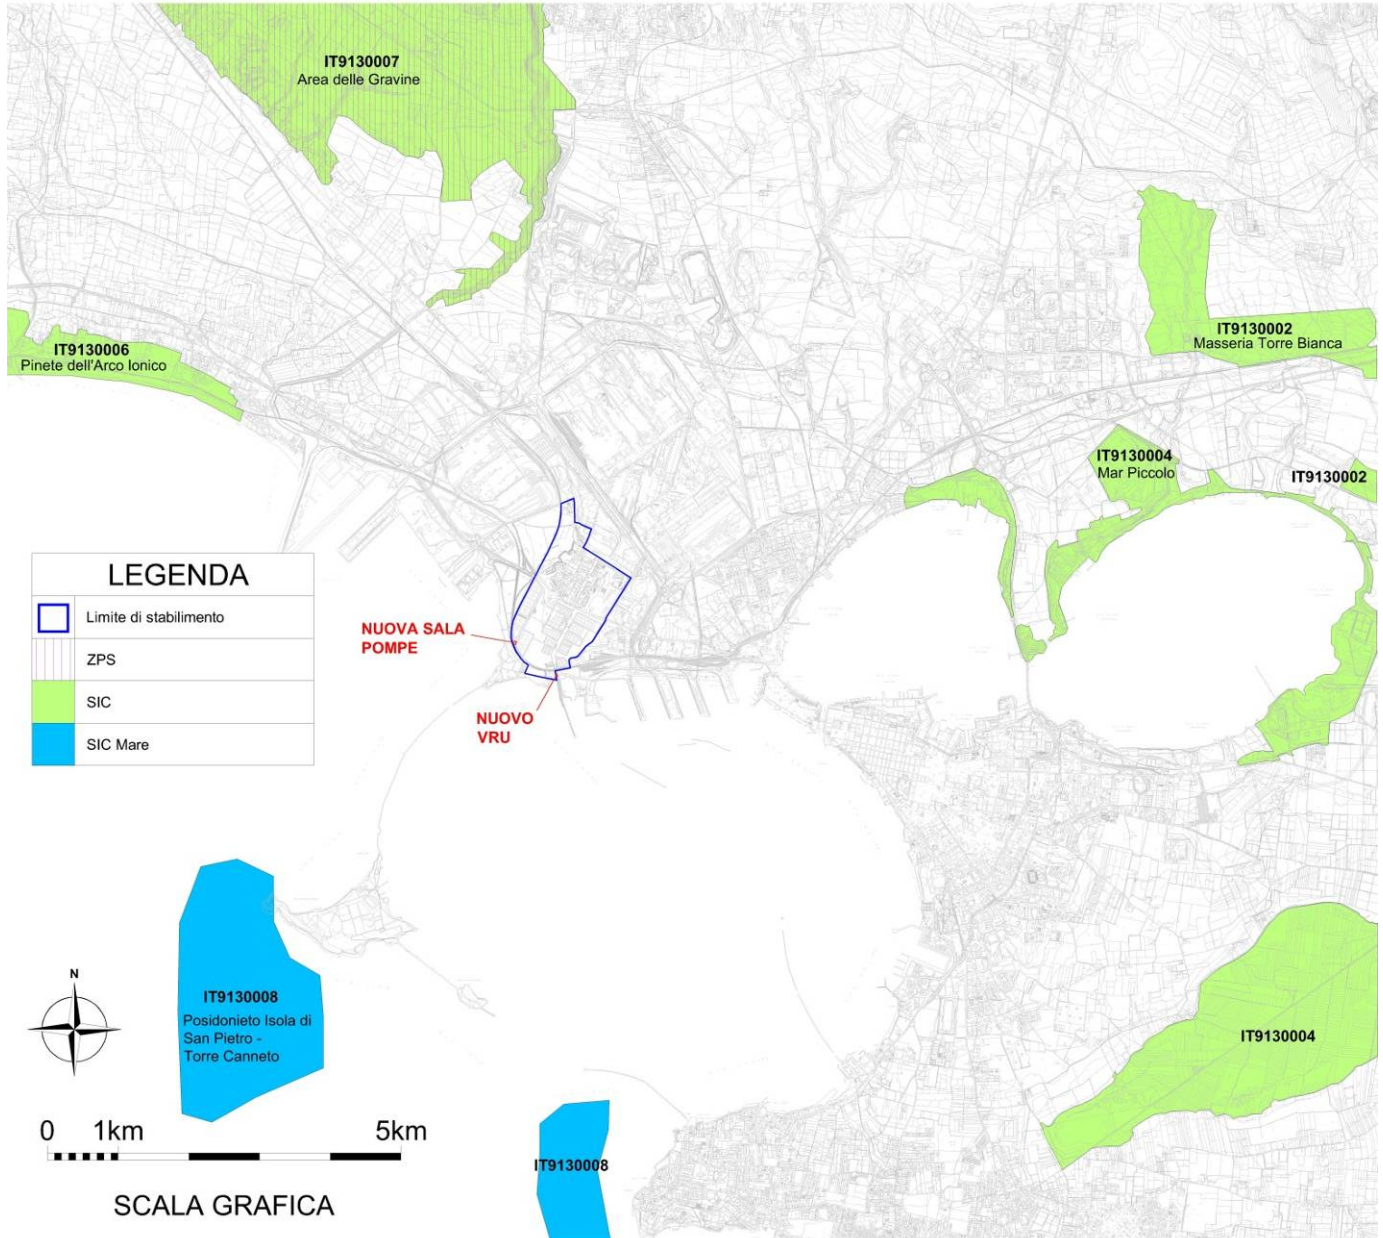 IT9130007
Area delle Gravine
IT9130006
Pinete dell'Arco Ionico
IT9130002
Masseria Torre Bianca
IT9130004
Mar Piccolo
IT9130002
LEGENDA
Limite di stabilimento
ZPS
SIC
SIC Mare
NUOVA SALA
POMPE
NUOVO
VRU
IT9130008
Posidonieto Isola di
San Pietro -
Torre Canneto
N
IT9130004
0 1km 5km
SCALA GRAFICA
IT9130008